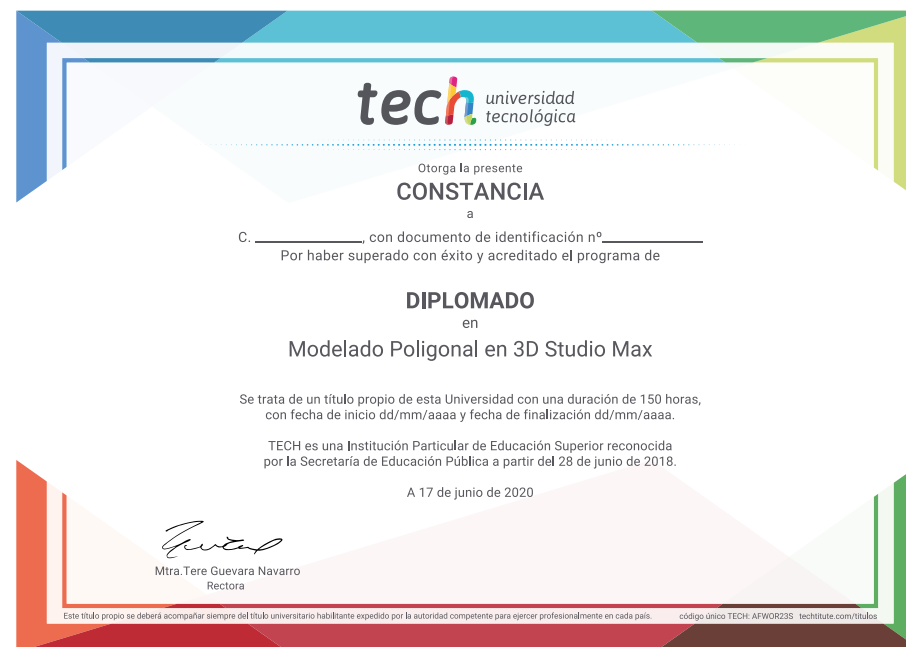 tech universidad
tecnológica
Otorga la presente
CONSTANCIA
a
C. ____________, con documento de identificación nº____________
Por haber superado con éxito y acreditado el programa de
DIPLOMADO
en
Modelado Poligonal en 3D Studio Max
Se trata de un título propio de esta Universidad con una duración de 150 horas,
con fecha de inicio dd/mm/aaaa y fecha de finalización dd/mm/aaaa.
TECH es una Institución Particular de Educación Superior reconocida
por la Secretaría de Educación Pública a partir del 28 de junio de 2018.
A 17 de junio de 2020
Mtra.Tere Guevara Navarro
Rectora
Este título propio se deberá acompañar siempre del título universitario habilitante expedido por la autoridad competente para ejercer profesionalmente en cada país. código único TECH: AFWOR23S techtitute.com/titulos